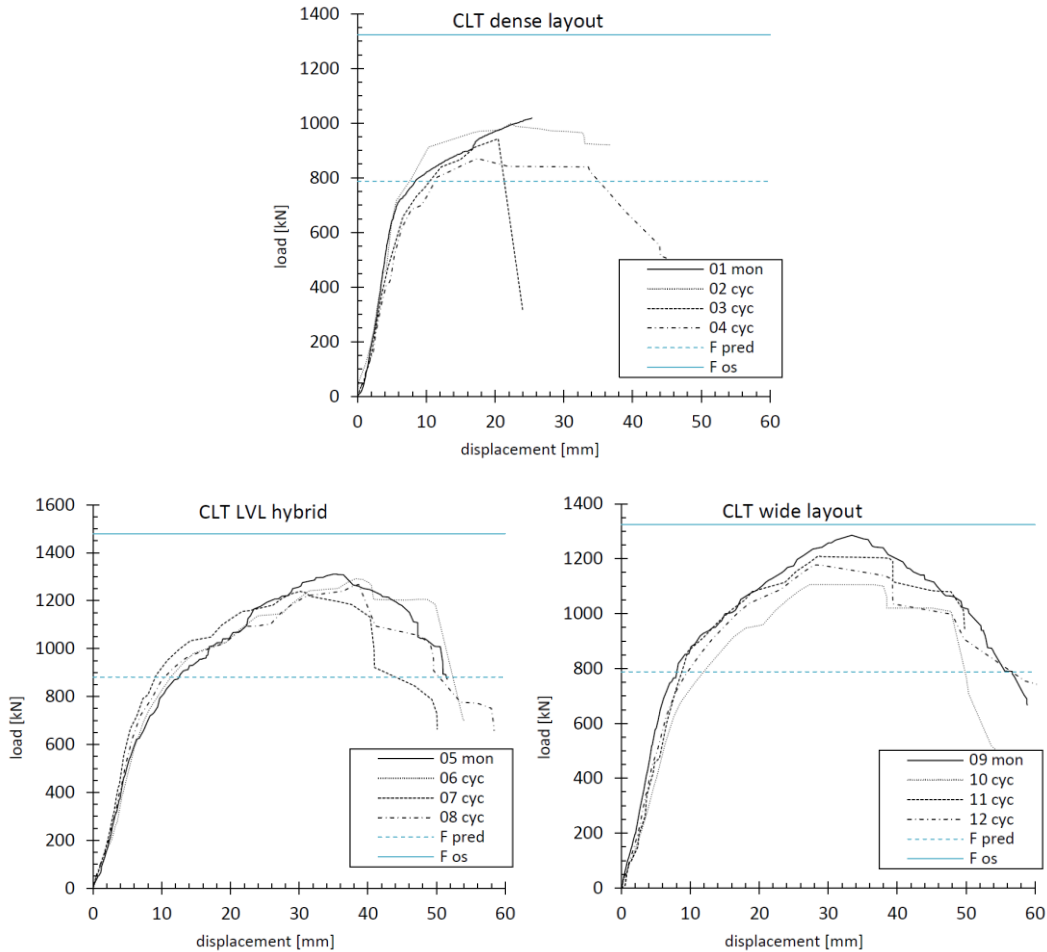 CLT dense layout
1400
1200
1000
800
600
400
200
0
load [kN]
0 10 20 30 40 50 60
displacement [mm]
01 mon
02 cyc
03 cyc
04 cyc
F pred
F os
CLT LVL hybrid
1600
1400
1200
1000
800
600
400
200
0
load [kN]
0 10 20 30 40 50 60
displacement [mm]
05 mon
06 cyc
07 cyc
08 cyc
F pred
F os
CLT wide layout
1400
1200
1000
800
600
400
200
0
load [kN]
0 10 20 30 40 50 60
displacement [mm]
09 mon
10 cyc
11 cyc
12 cyc
F pred
F os